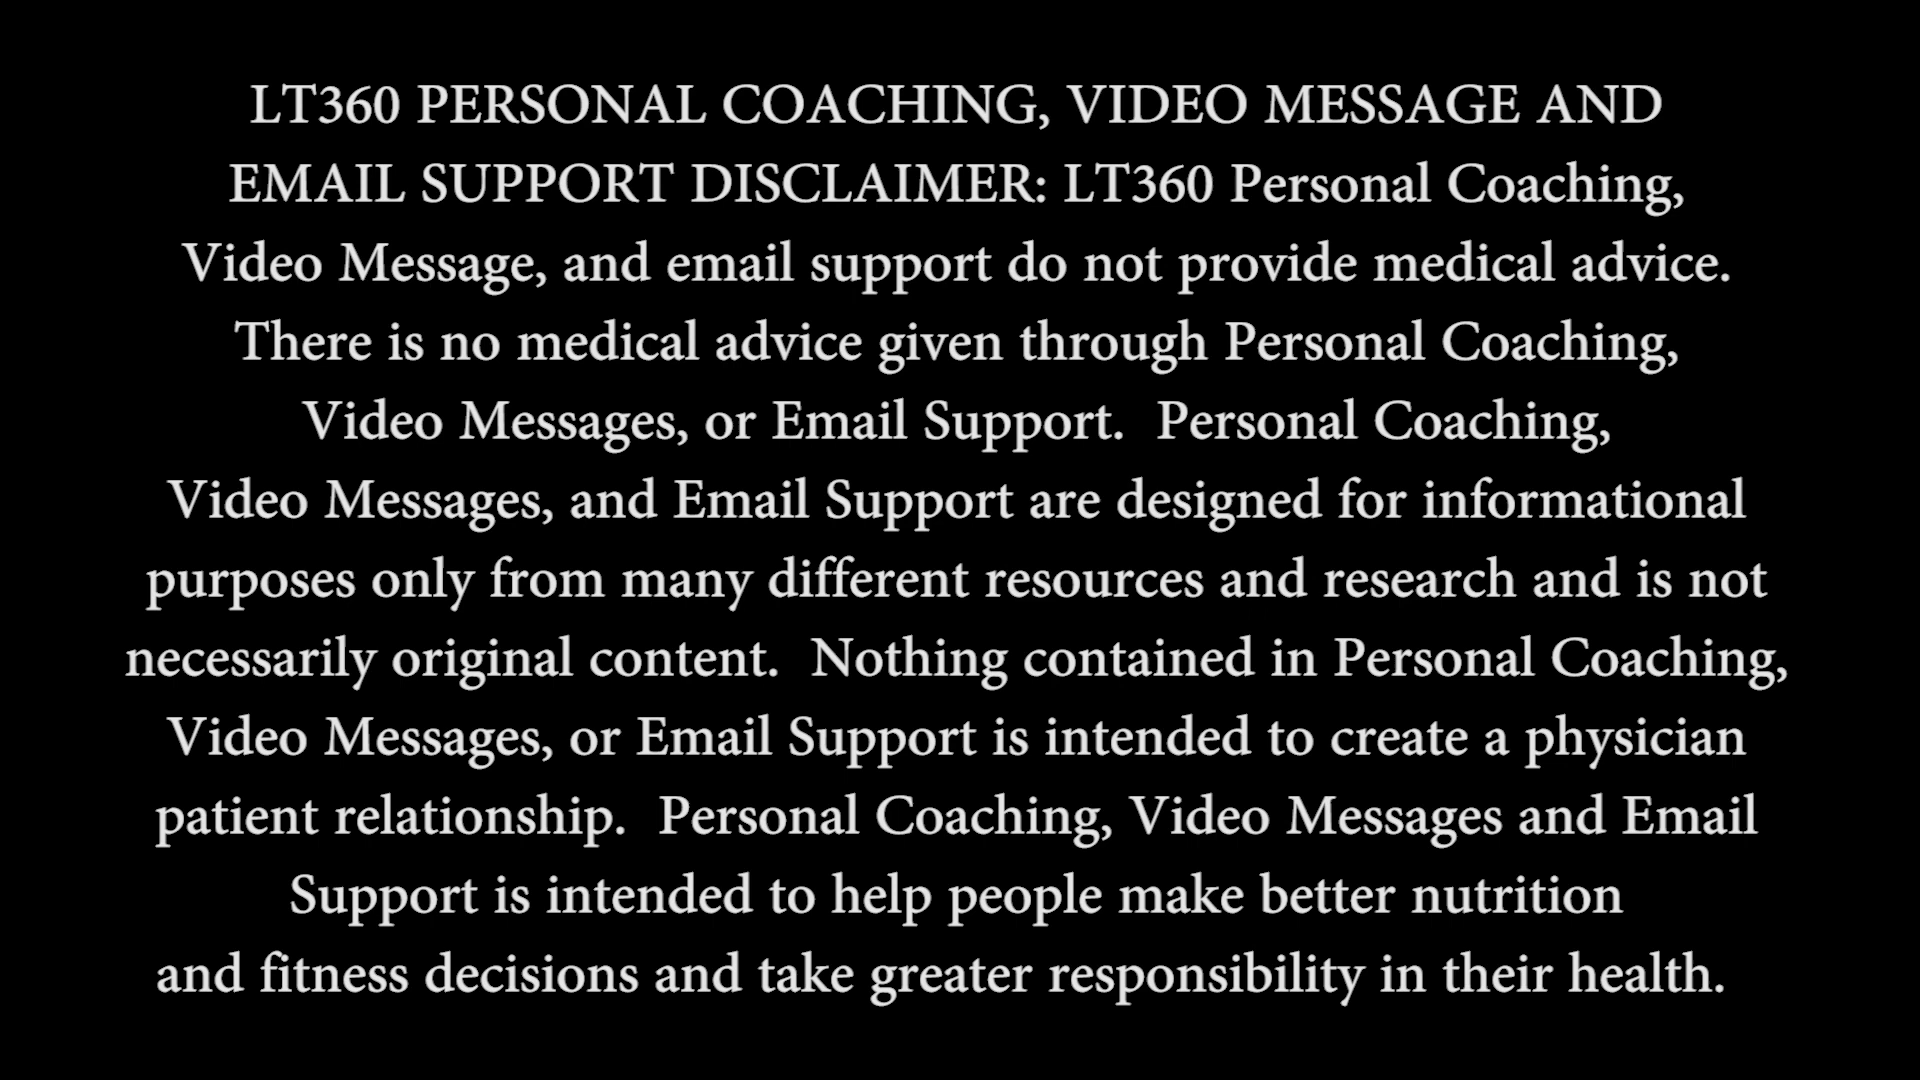 LT360 PERSONAL COACHING, VIDEO MESSAGE AND
EMAIL SUPPORT DISCLAIMER: LT360 Personal Coaching,
Video Message, and email support do not provide medical advice.
There is no medical advice given through Personal Coaching,
Video Messages, or Email Support.  Personal Coaching,
Video Messages, and Email Support are designed for informational
purposes only from many different resources and research and is not
necessarily original content.  Nothing contained in Personal Coaching,
Video Messages, or Email Support is intended to create a physician
patient relationship.  Personal Coaching, Video Messages and Email
Support is intended to help people make better nutrition
and fitness decisions and take greater responsibility in their health.